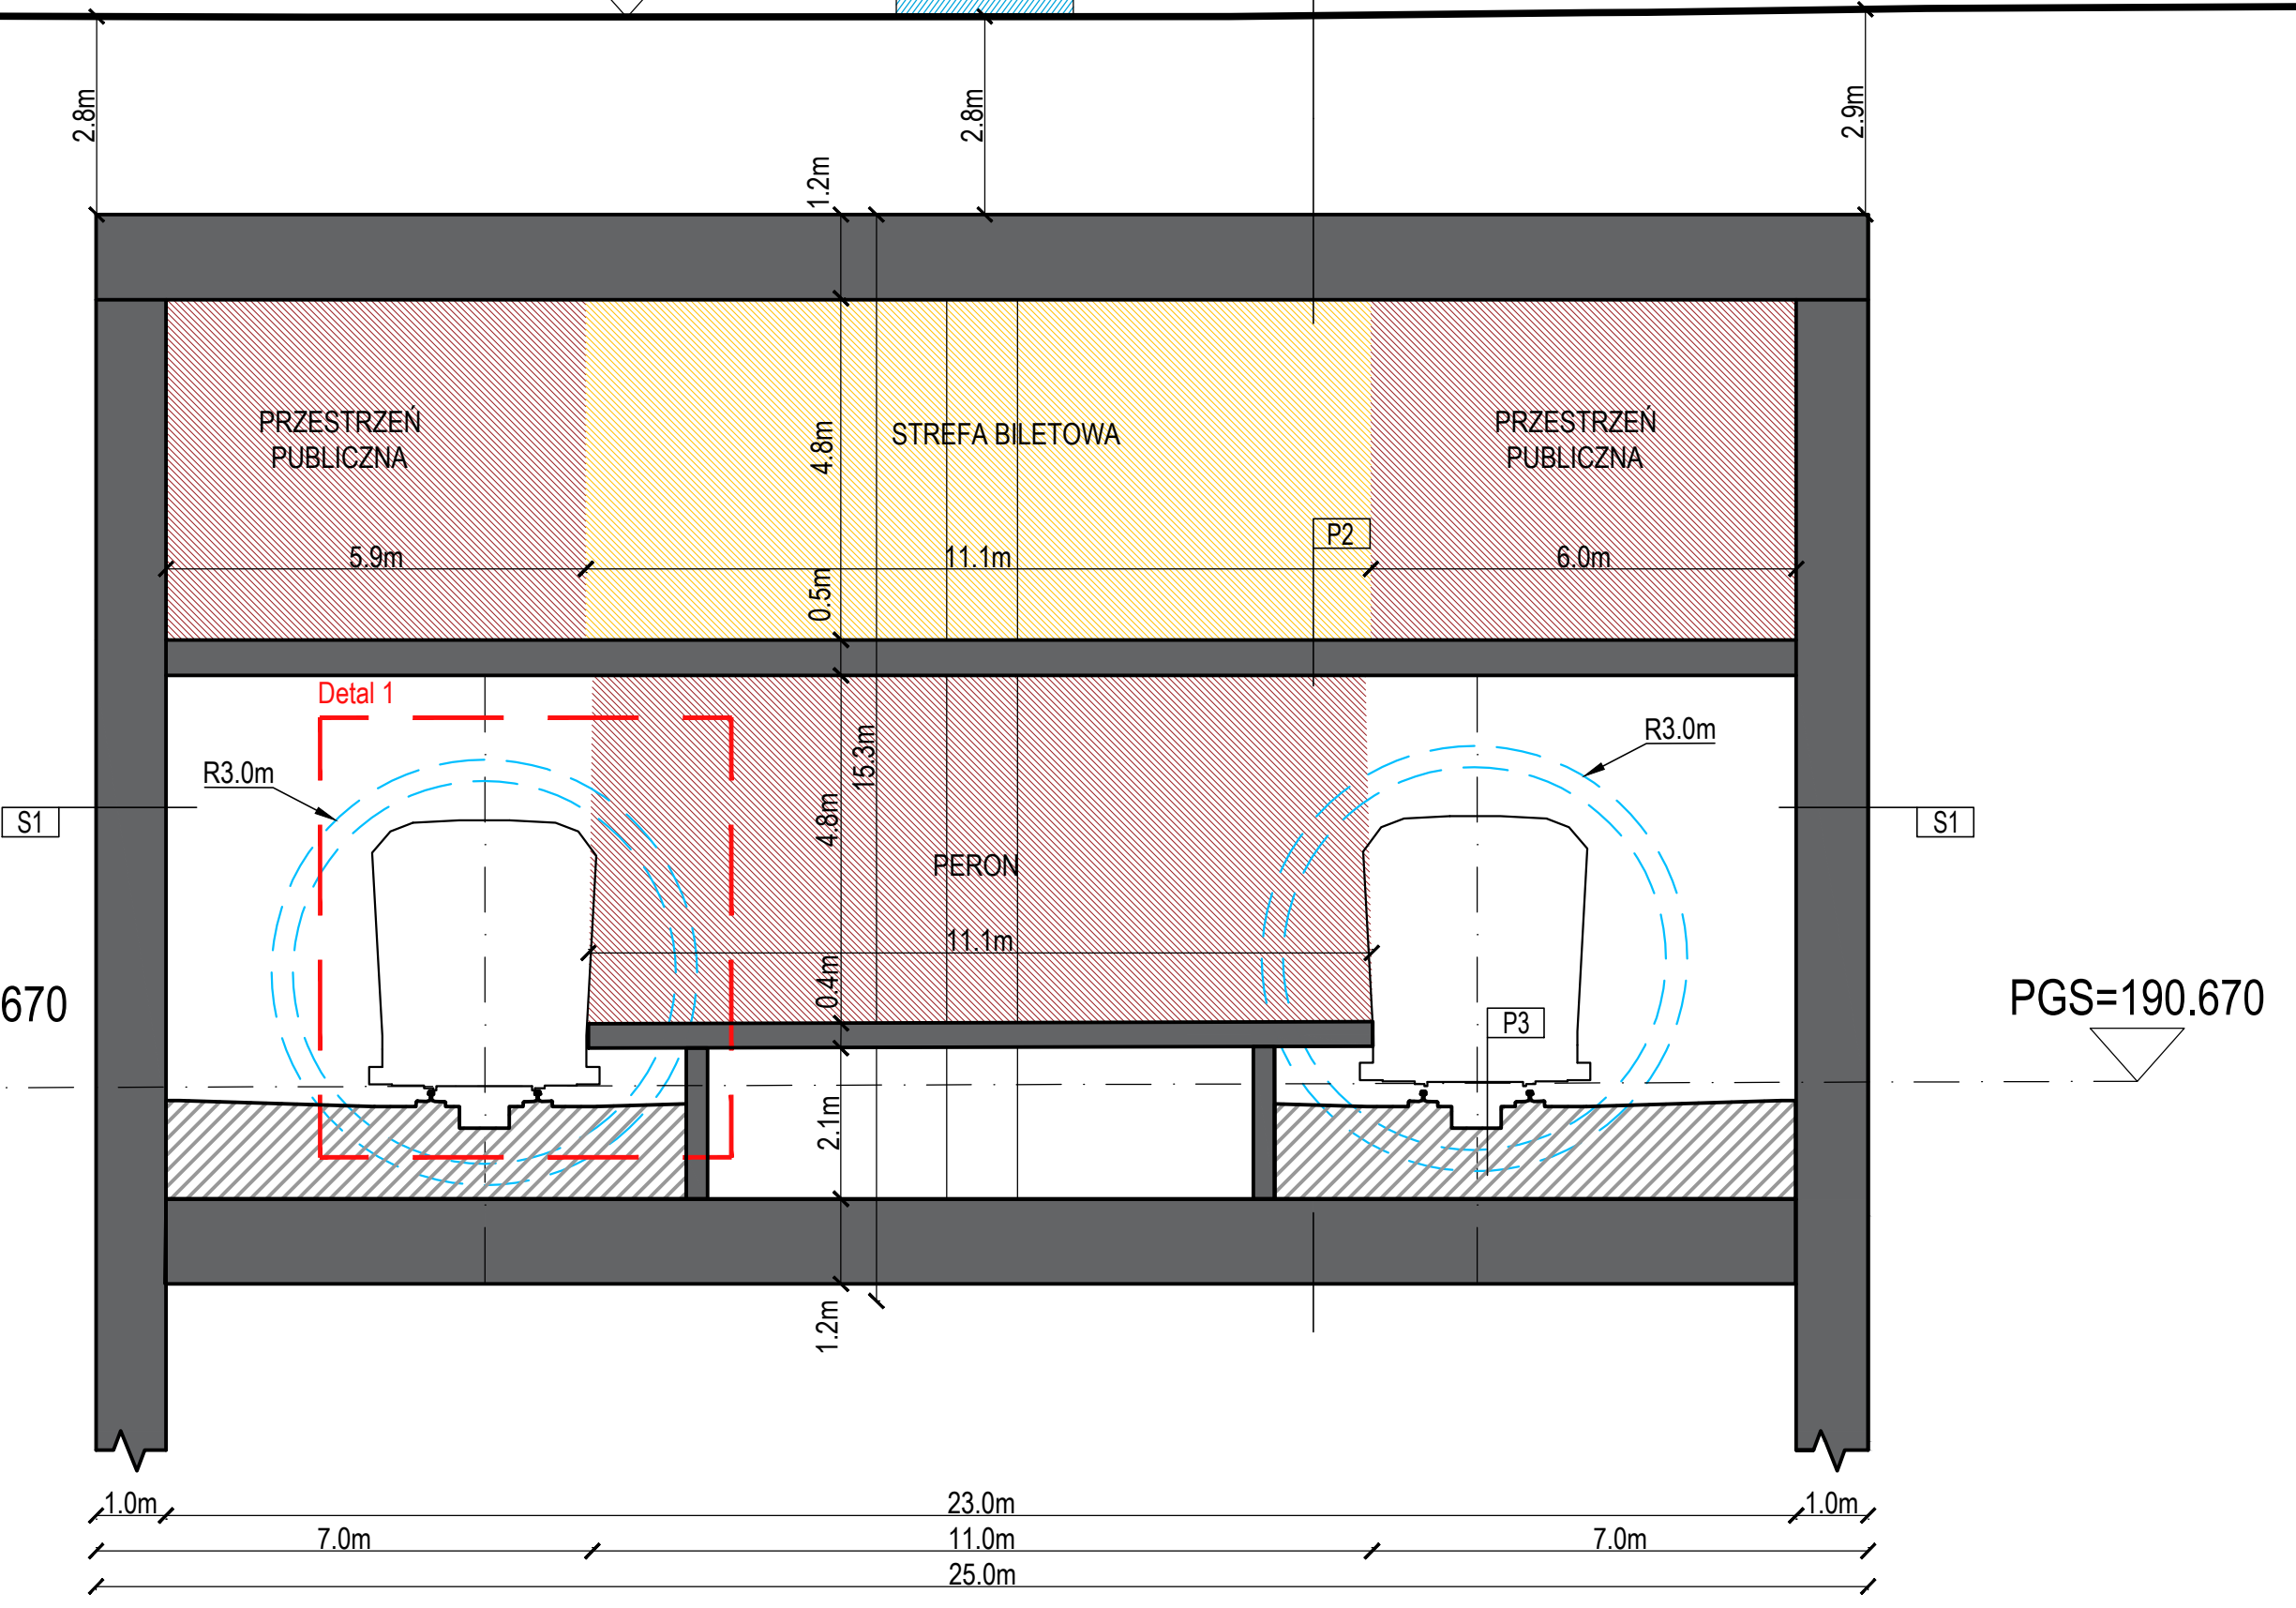 2.8m
2.8m
2.9m
1.2m
PRZESTRZEŃ
PUBLICZNA
STREFA BILETOWA
PRZESTRZEŃ
PUBLICZNA
4.8m
P2
5.9m
11.1m
6.0m
0.5m
Detal 1
R3.0m
R3.0m
15.3m
S1
4.8m
S1
PERON
11.1m
0.4m
670
P3
PGS=190.670
2.1m
1.2m
1.0m
23.0m
1.0m
7.0m
11.0m
7.0m
25.0m